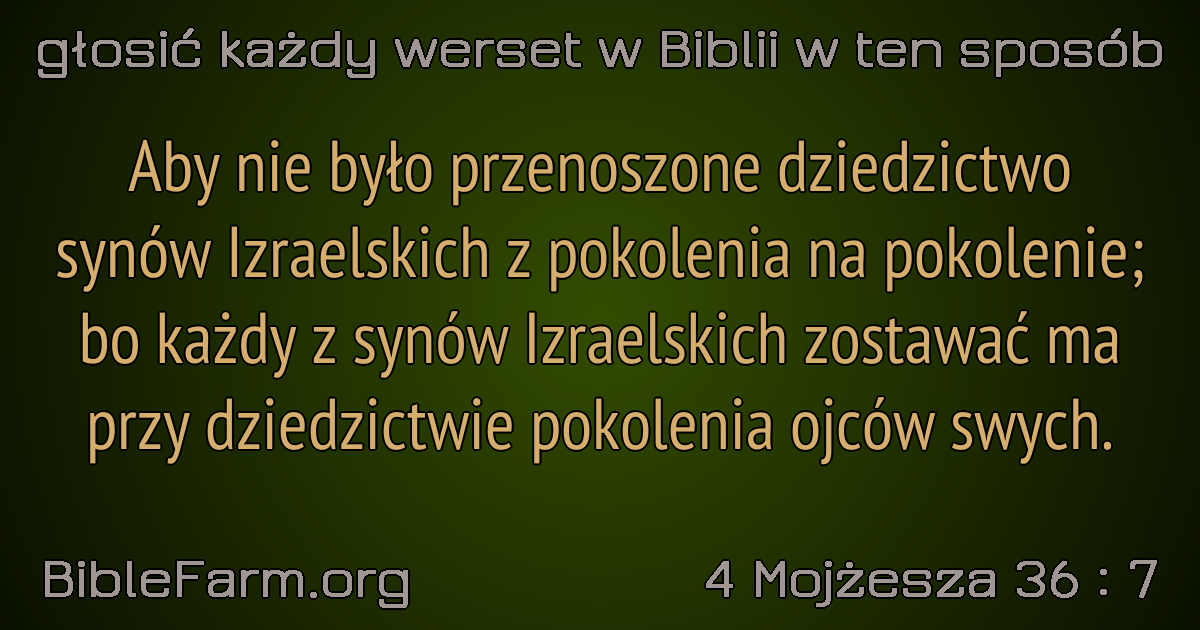 głosić każdy werset w Biblii w ten sposób
Aby nie było przenoszone dziedzictwo
synów Izraelskich z pokolenia na pokolenie;
bo każdy z synów Izraelskich zostawać ma
przy dziedzictwie pokolenia ojców swych.
BibleFarm.org
4 Mojżesza 36 : 7